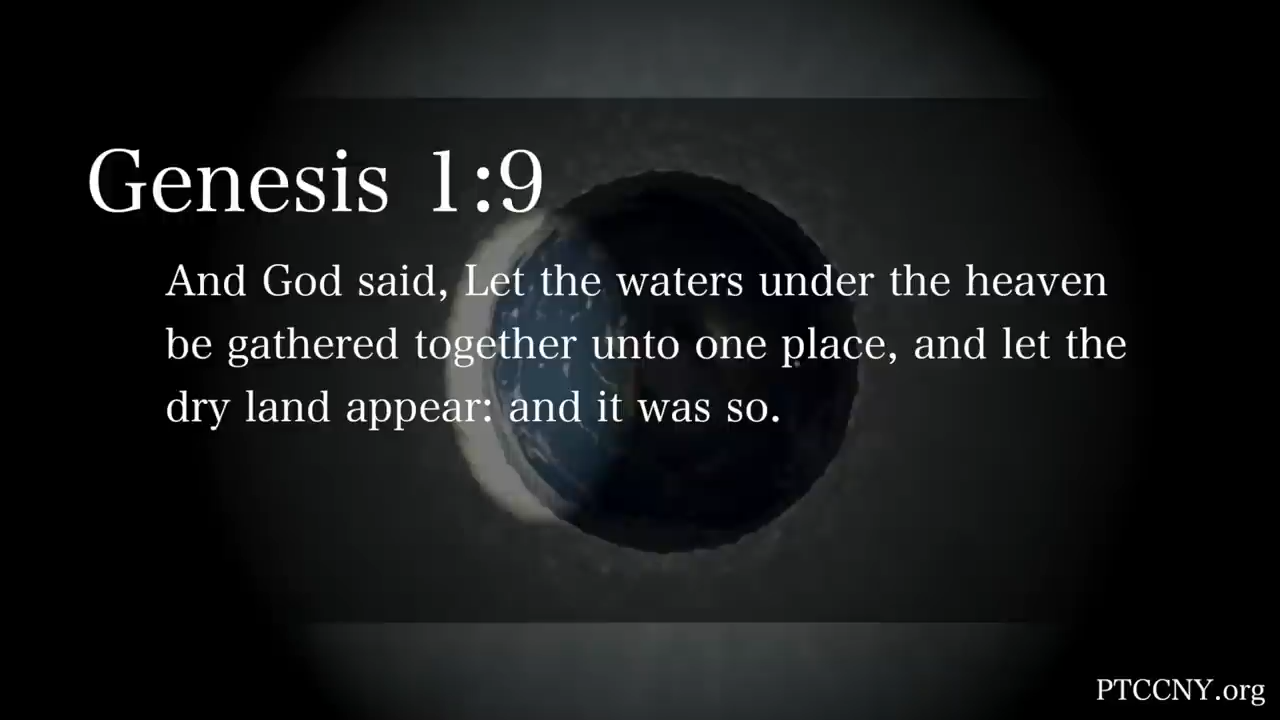 Genesis 1:9
And God said, Let the waters under the heaven
be gathered together unto one place, and let the
dry land appear: and it was so.
PTCCNY.org